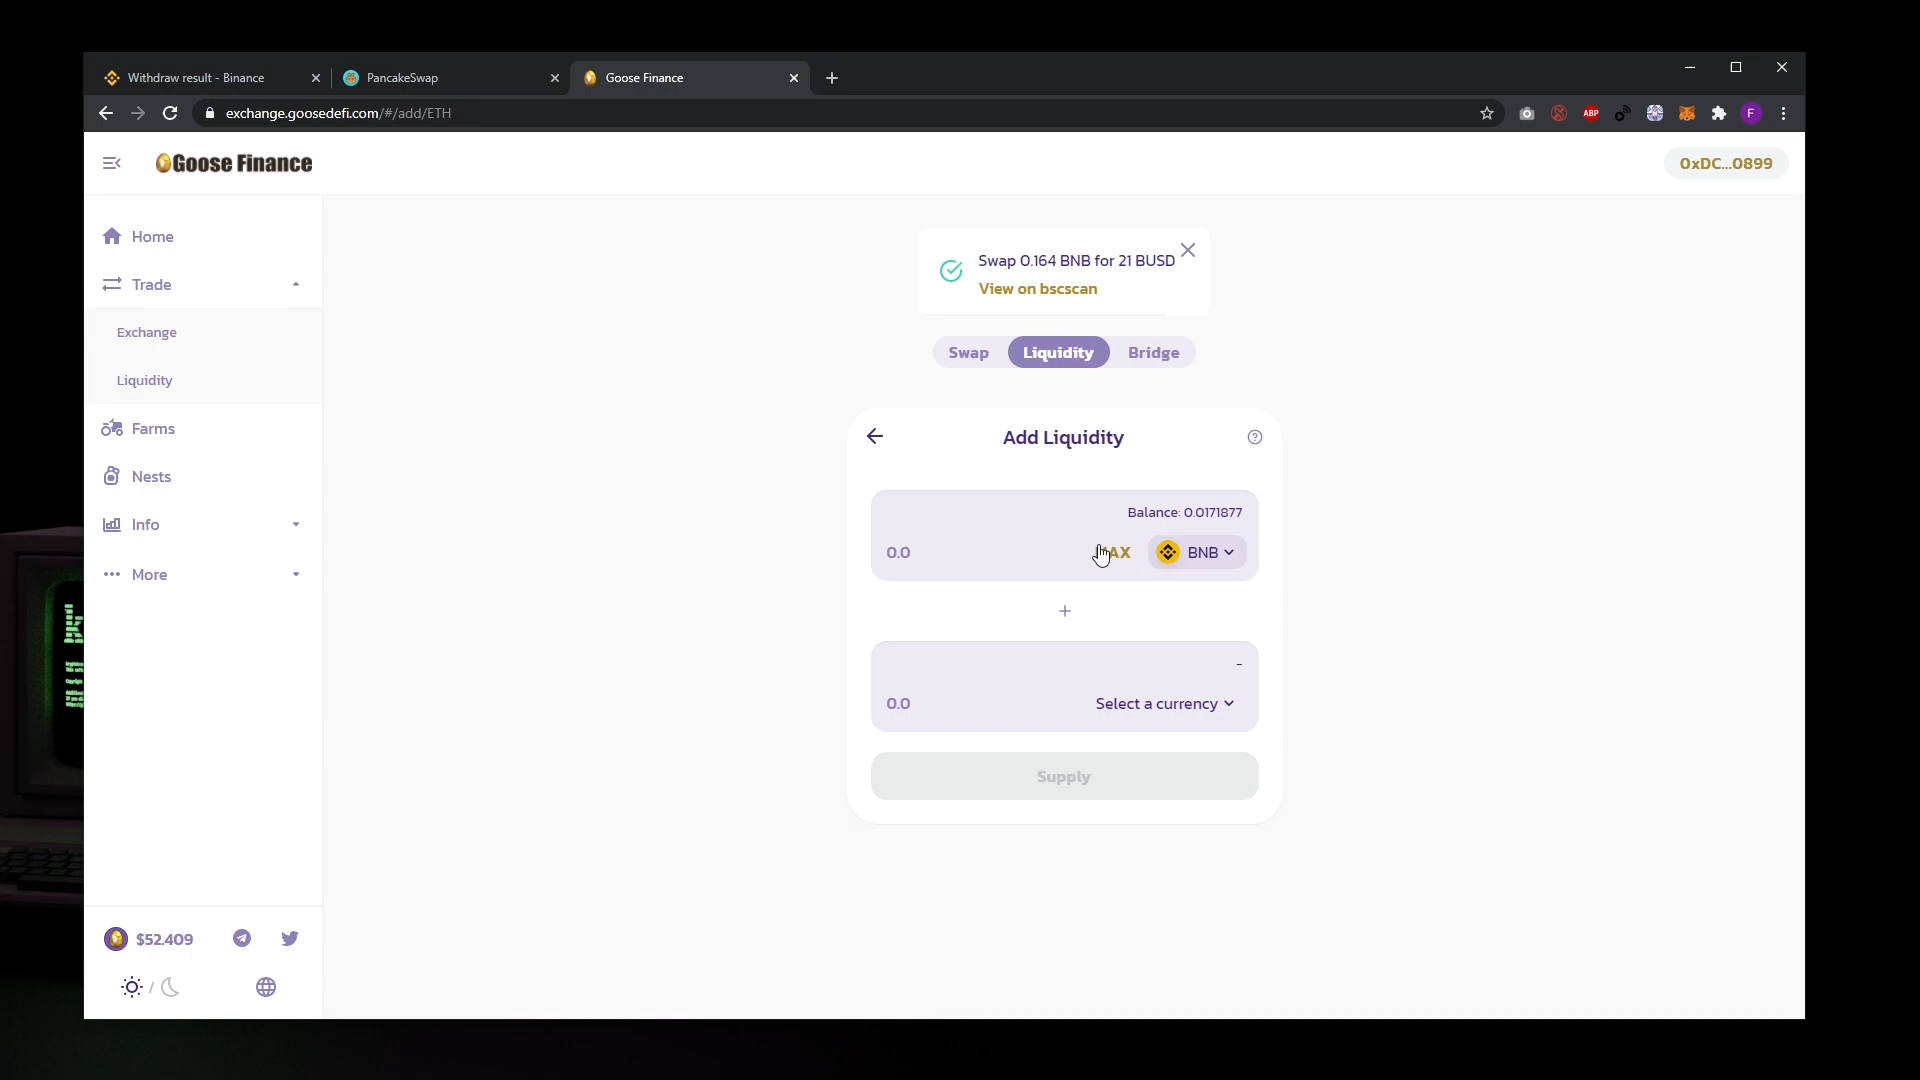 Withdraw result - Binance
PancakeSwap
Goose Finance
exchange.goosedefi.com/#/add/ETH
ABP
F
Goose Finance
0xDC...0899
Home
Trade
Exchange
Liquidity
Farms
Nests
Info
More
$52.409
/
Swap 0.164 BNB for 21 BUSD
View on bscscan
Swap
Liquidity
Bridge
Add Liquidity
Balance: 0.0171877
0.0
BNB
+
-
0.0
Select a currency
Supply